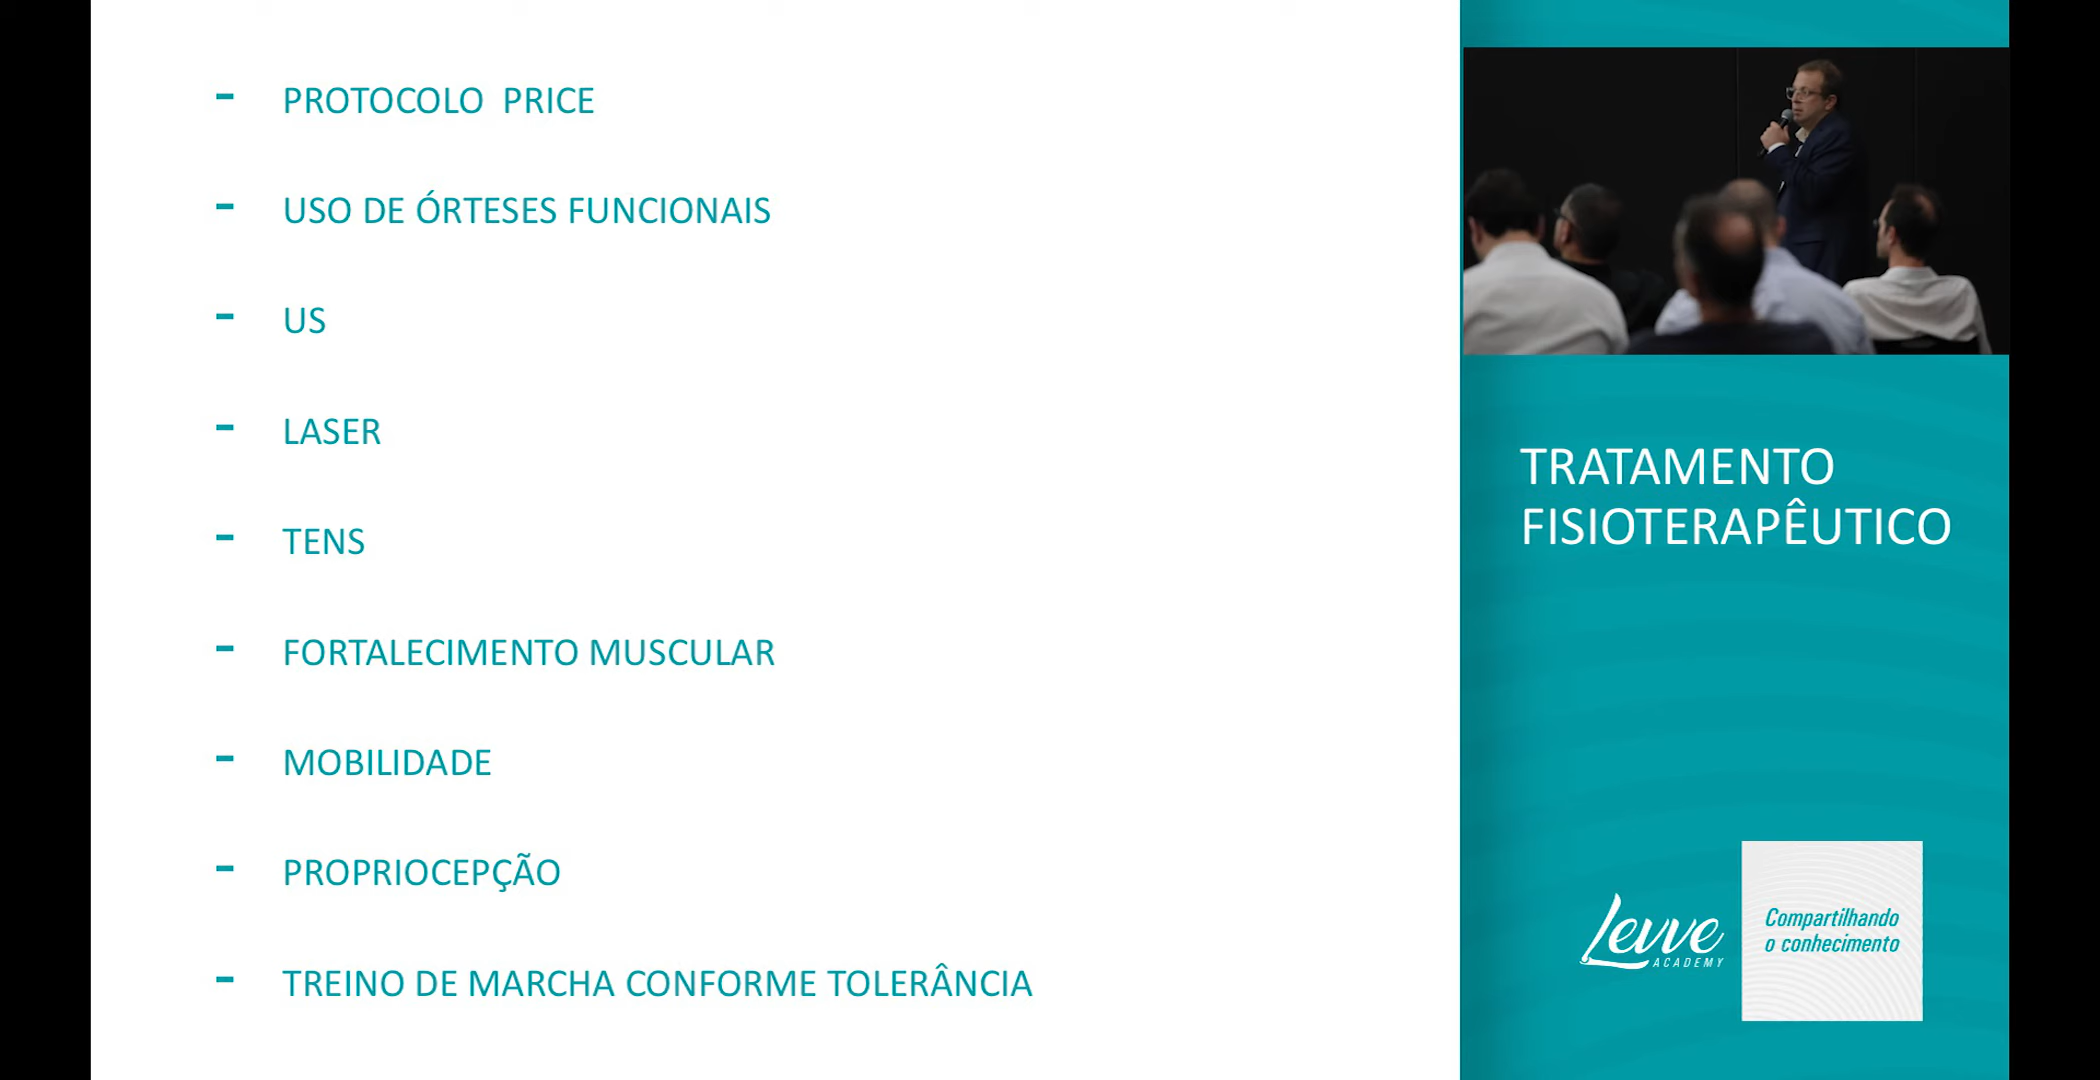 - PROTOCOLO  PRICE
- USO DE ÓRTESES FUNCIONAIS
- US
- LASER
- TENS
- FORTALECIMENTO MUSCULAR
- MOBILIDADE
- PROPRIOCEPÇÃO
- TREINO DE MARCHA CONFORME TOLERÂNCIA
TRATAMENTO
FISIOTERAPÊUTICO
Levve
ACADEMY
Compartilhando
o conhecimento